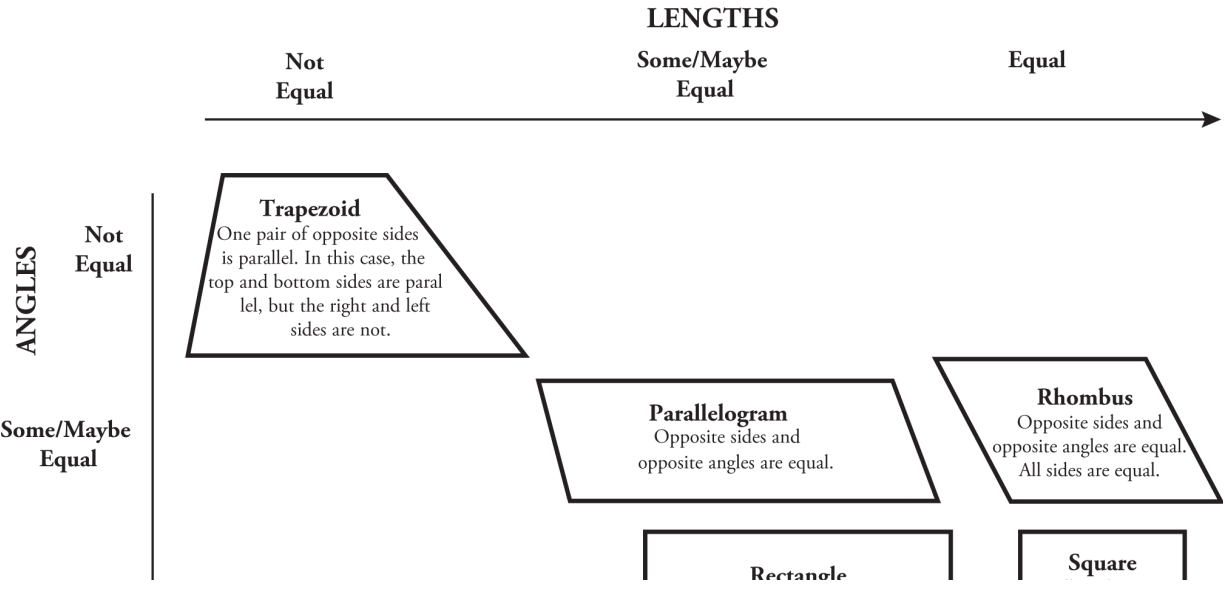 LENGTHS
Not
Equal
Some/Maybe
Equal
Equal
ANGLES
Not
Equal
Trapezoid
One pair of opposite sides
is parallel. In this case, the
top and bottom sides are paral
lel, but the right and left
sides are not.
Some/Maybe
Equal
Parallelogram
Opposite sides and
opposite angles are equal.
Rhombus
Opposite sides and
opposite angles are equal.
All sides are equal.
Rectangle
Square